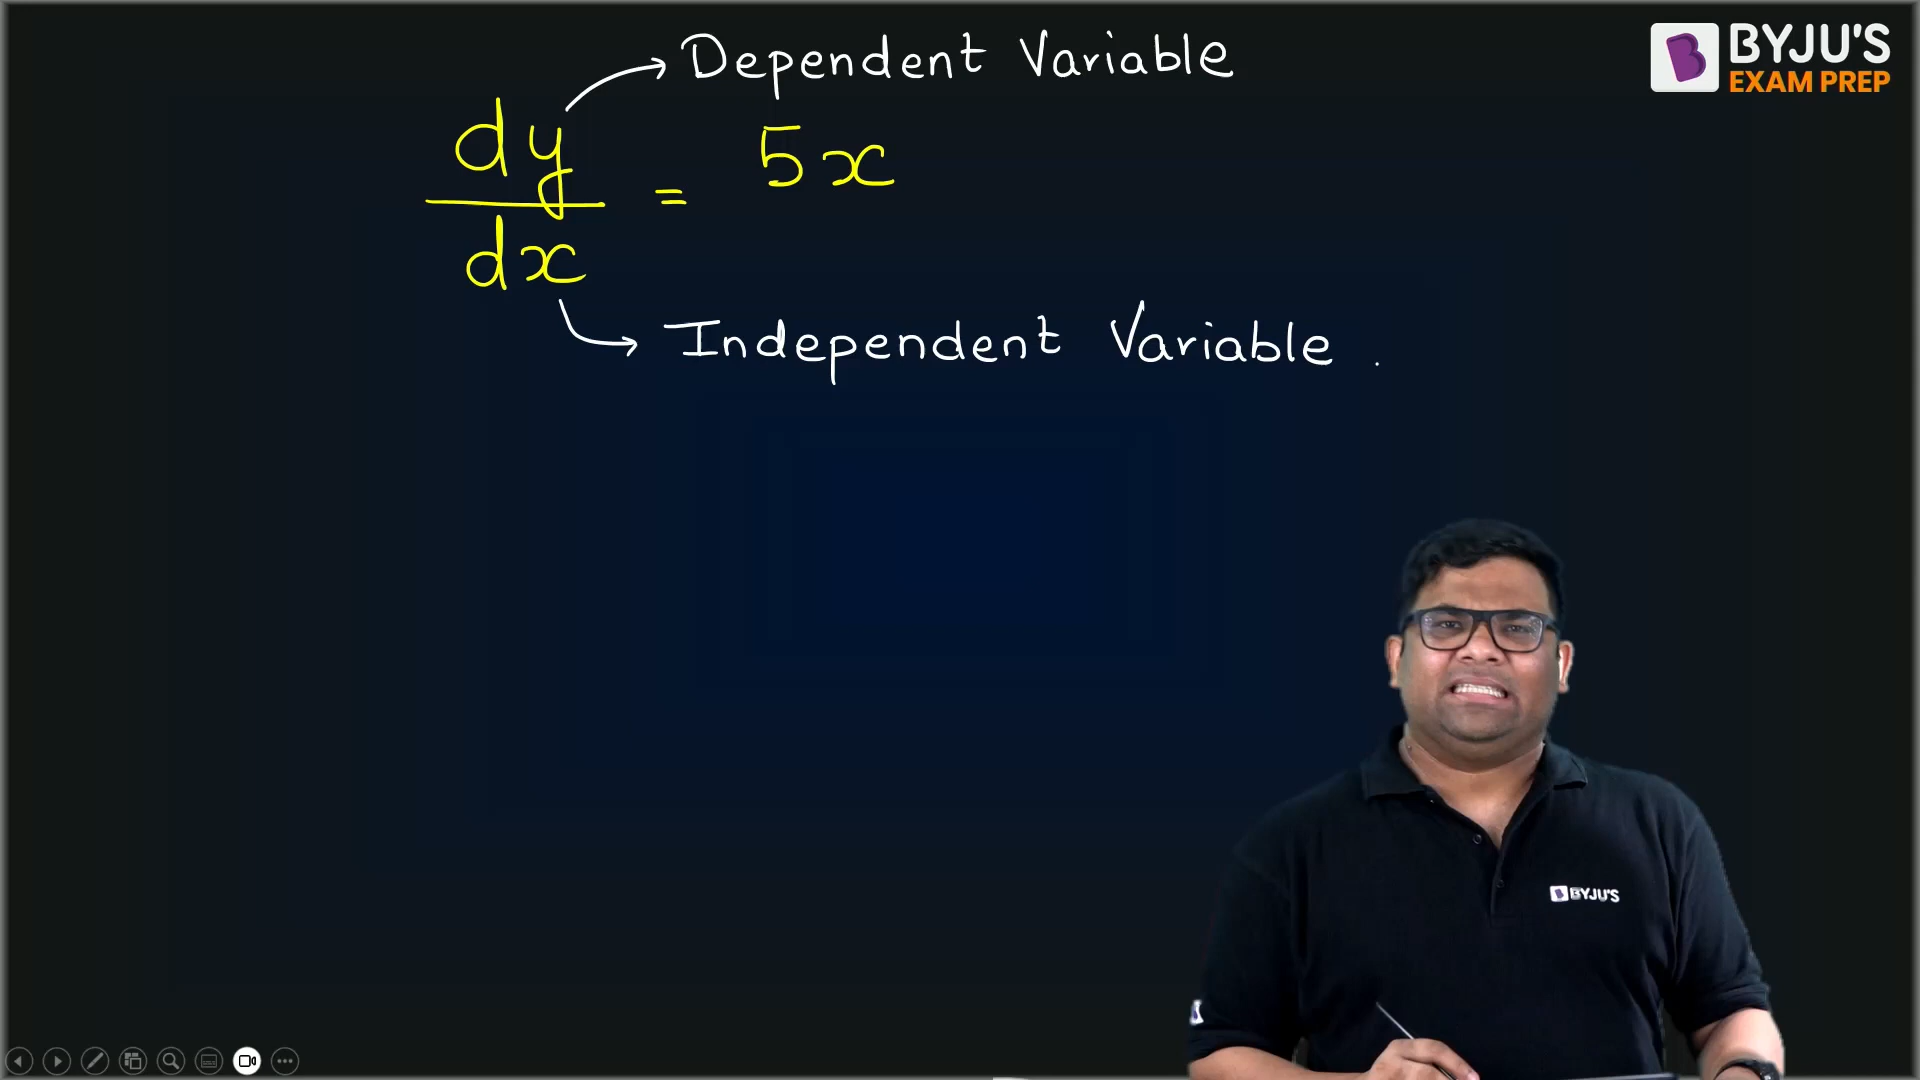 Dependent Variable
BYJU'S
EXAM PREP
dy
dx
= 5x
Independent Variable .
BYJU'S